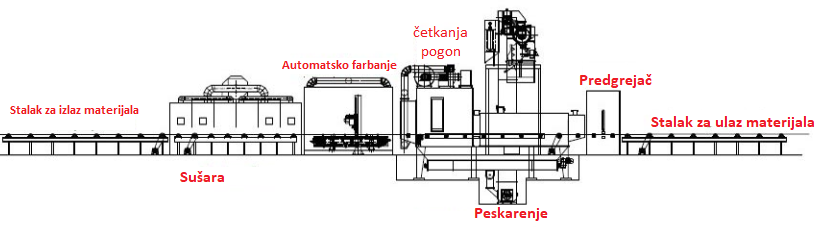 četkanja
pogon
Automatsko farbanje
Predgrejač
Stalak za izlaz materijala
Stalak za ulaz materijala
Sušara
Peskarenje